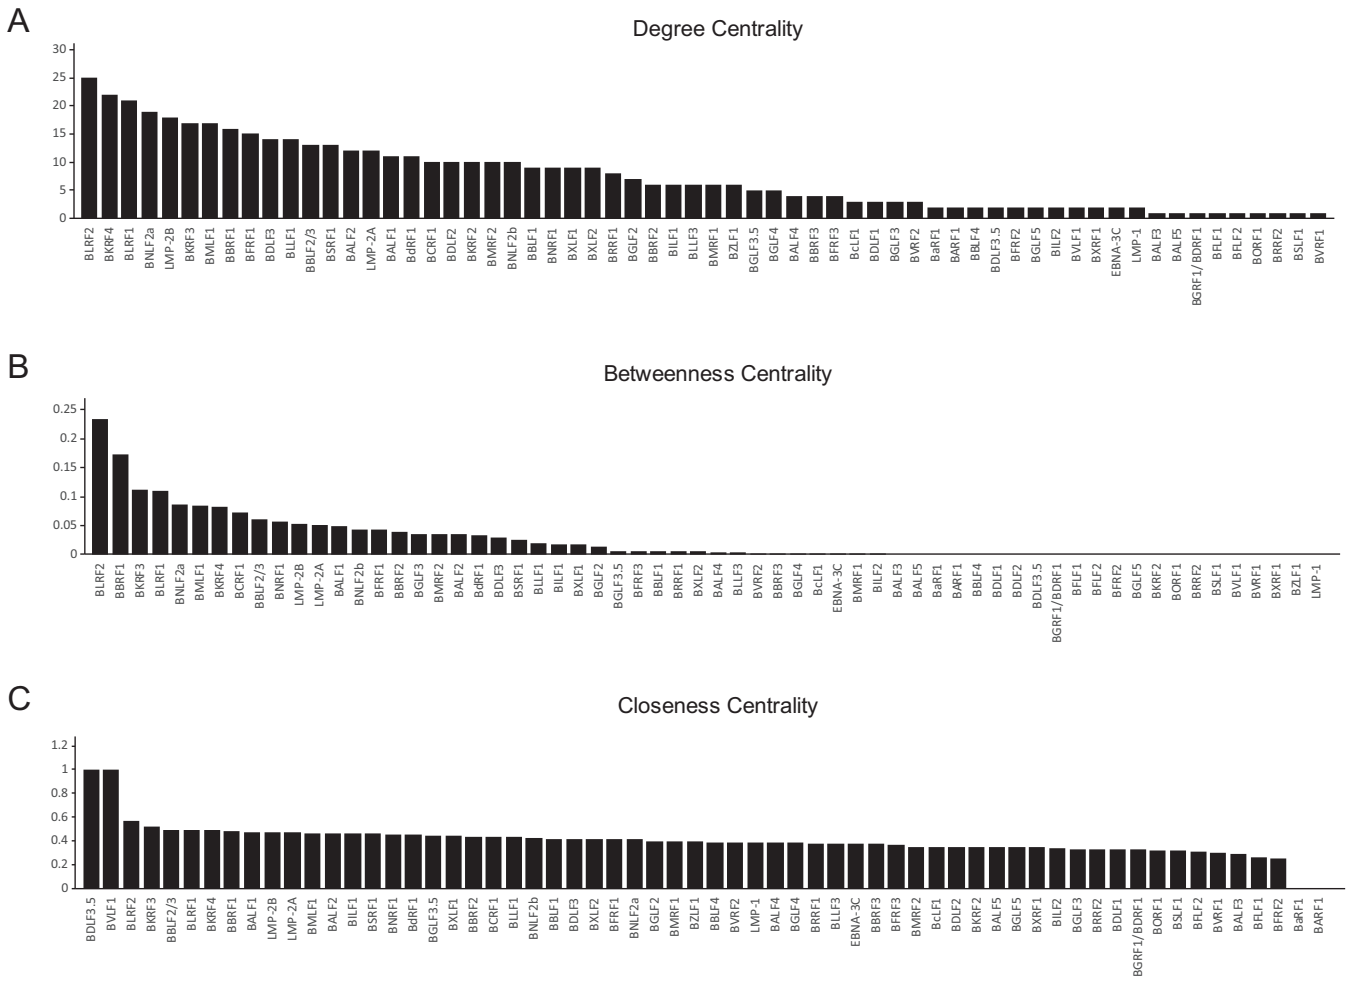 A
Degree Centrality
30
25
20
15
10
5
0
BLRF2 BKRF4 BLRF1 BNLF2a LMP-2B BKRF3 BMLF1 BBRF1 BFRF1 BDLF3 BLLF1 BBLF2/3 BSRF1 BALF2 LMP-2A BALF1 BdRF1 BCRF1 BDLF2 BKRF2 BMRF2 BNLF2b BBLF1 BNRF1 BXLF1 BXLF2 BRRF1 BGLF2 BBRF2 BILF1 BLLF3 BMRF1 BZLF1 BGLF3.5 BGLF4 BALF4 BBRF3 BFRF3 BcLF1 BDLF1 BGLF3 BVRF2 BaRF1 BARF1 BBLF4 BDLF3.5 BFRF2 BGLF5 BILF2 BVLF1 BXRF1 EBNA-3C LMP-1 BALF3 BALF5 BGRF1/BDRF1 BFLF1 BFLF2 BORF1 BRRF2 BSLF1 BVRF1
B
Betweenness Centrality
0.25
0.2
0.15
0.1
0.05
0
BLRF2 BBRF1 BKRF3 BLRF1 BNLF2a BMLF1 BKRF4 BCRF1 BBLF2/3 BNRF1 LMP-2B LMP-2A BALF1 BNLF2b BFRF1 BBRF2 BGLF3 BMRF2 BALF2 BdRF1 BDLF3 BSRF1 BLLF1 BILF1 BXLF1 BGLF2 BGLF3.5 BFRF3 BBLF1 BRRF1 BXLF2 BALF4 BLLF3 BVRF2 BBRF3 BGLF4 BcLF1 EBNA-3C BMRF1 BILF2 BALF3 BALF5 BaRF1 BARF1 BBLF4 BDLF1 BDLF2 BDLF3.5 BGRF1/BDRF1 BFLF1 BFLF2 BFRF2 BGLF5 BKRF2 BORF1 BRRF2 BSLF1 BVLF1 BVRF1 BXRF1 BZLF1 LMP-1
C
Closeness Centrality
1.2
1
0.8
0.6
0.4
0.2
0
BDLF3.5 BVLF1 BLRF2 BKRF3 BBLF2/3 BLRF1 BKRF4 BBRF1 BALF1 LMP-2B LMP-2A BMLF1 BALF2 BILF1 BSRF1 BNRF1 BdRF1 BGLF3.5 BXLF1 BBRF2 BCRF1 BLLF1 BNLF2b BBLF1 BDLF3 BXLF2 BFRF1 BNLF2a BGLF2 BMRF1 BZLF1 BBLF4 BVRF2 LMP-1 BALF4 BGLF4 BRRF1 BLLF3 EBNA-3C BBRF3 BFRF3 BMRF2 BcLF1 BDLF2 BKRF2 BALF5 BGLF5 BXRF1 BILF2 BGLF3 BRRF2 BDLF1 BGRF1/BDRF1 BORF1 BSLF1 BFLF2 BVRF1 BALF3 BFLF1 BFRF2 BaRF1 BARF1